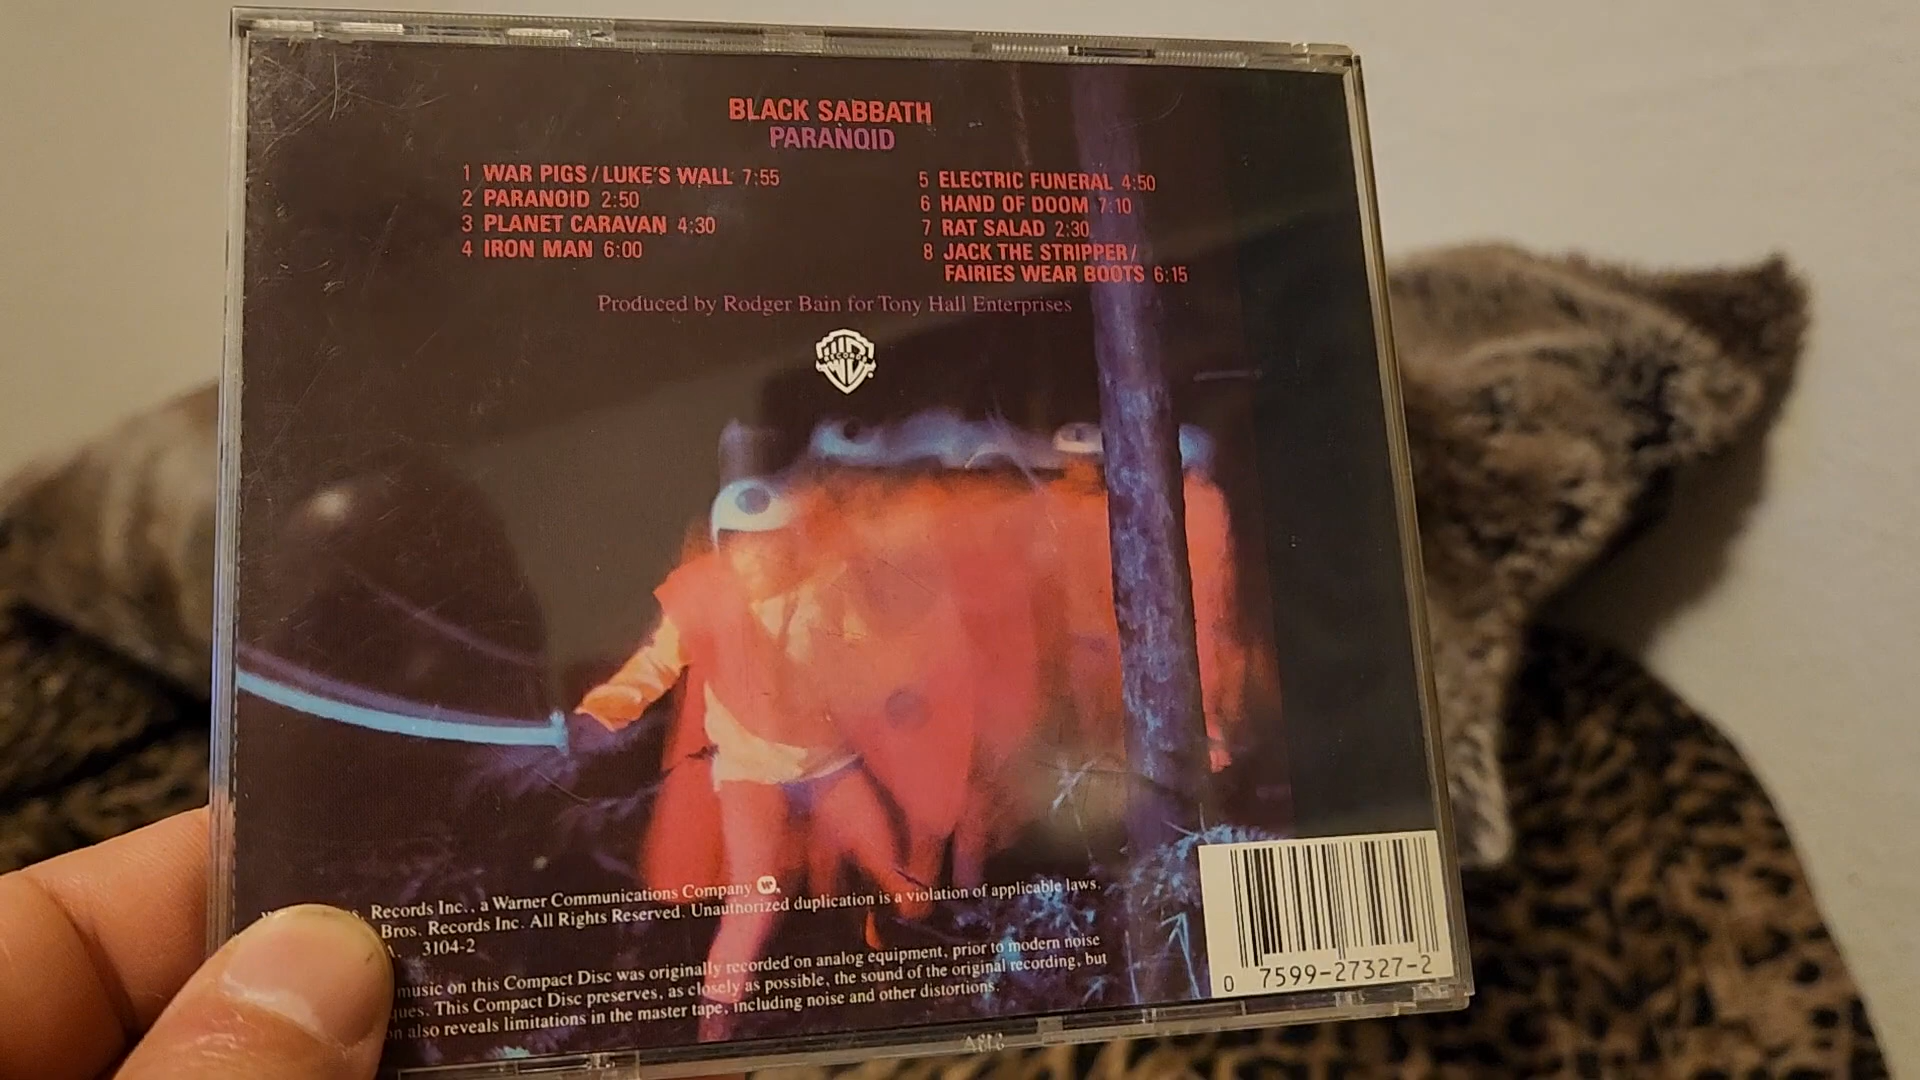 BLACK SABBATH
PARANOID
1 WAR PIGS / LUKE'S WALL 7:55
2 PARANOID 2:50
3 PLANET CARAVAN 4:30
4 IRON MAN 6:00
5 ELECTRIC FUNERAL 4:50
6 HAND OF DOOM 7:10
7 RAT SALAD 2:30
8 JACK THE STRIPPER/
FAIRIES WEAR BOOTS 6:15
Produced by Rodger Bain for Tony Hall Enterprises
RECORDS
Records Inc., a Warner Communications Company
Bros. Records Inc. All Rights Reserved. Unauthorized duplication is a violation of applicable laws.
3104-2
music on this Compact Disc was originally recorded on analog equipment, prior to modern noise
This Compact Disc preserves, as closely as possible, the sound of the original recording, but
also reveals limitations in the master tape, including noise and other distortions.
0 7599-27327-2